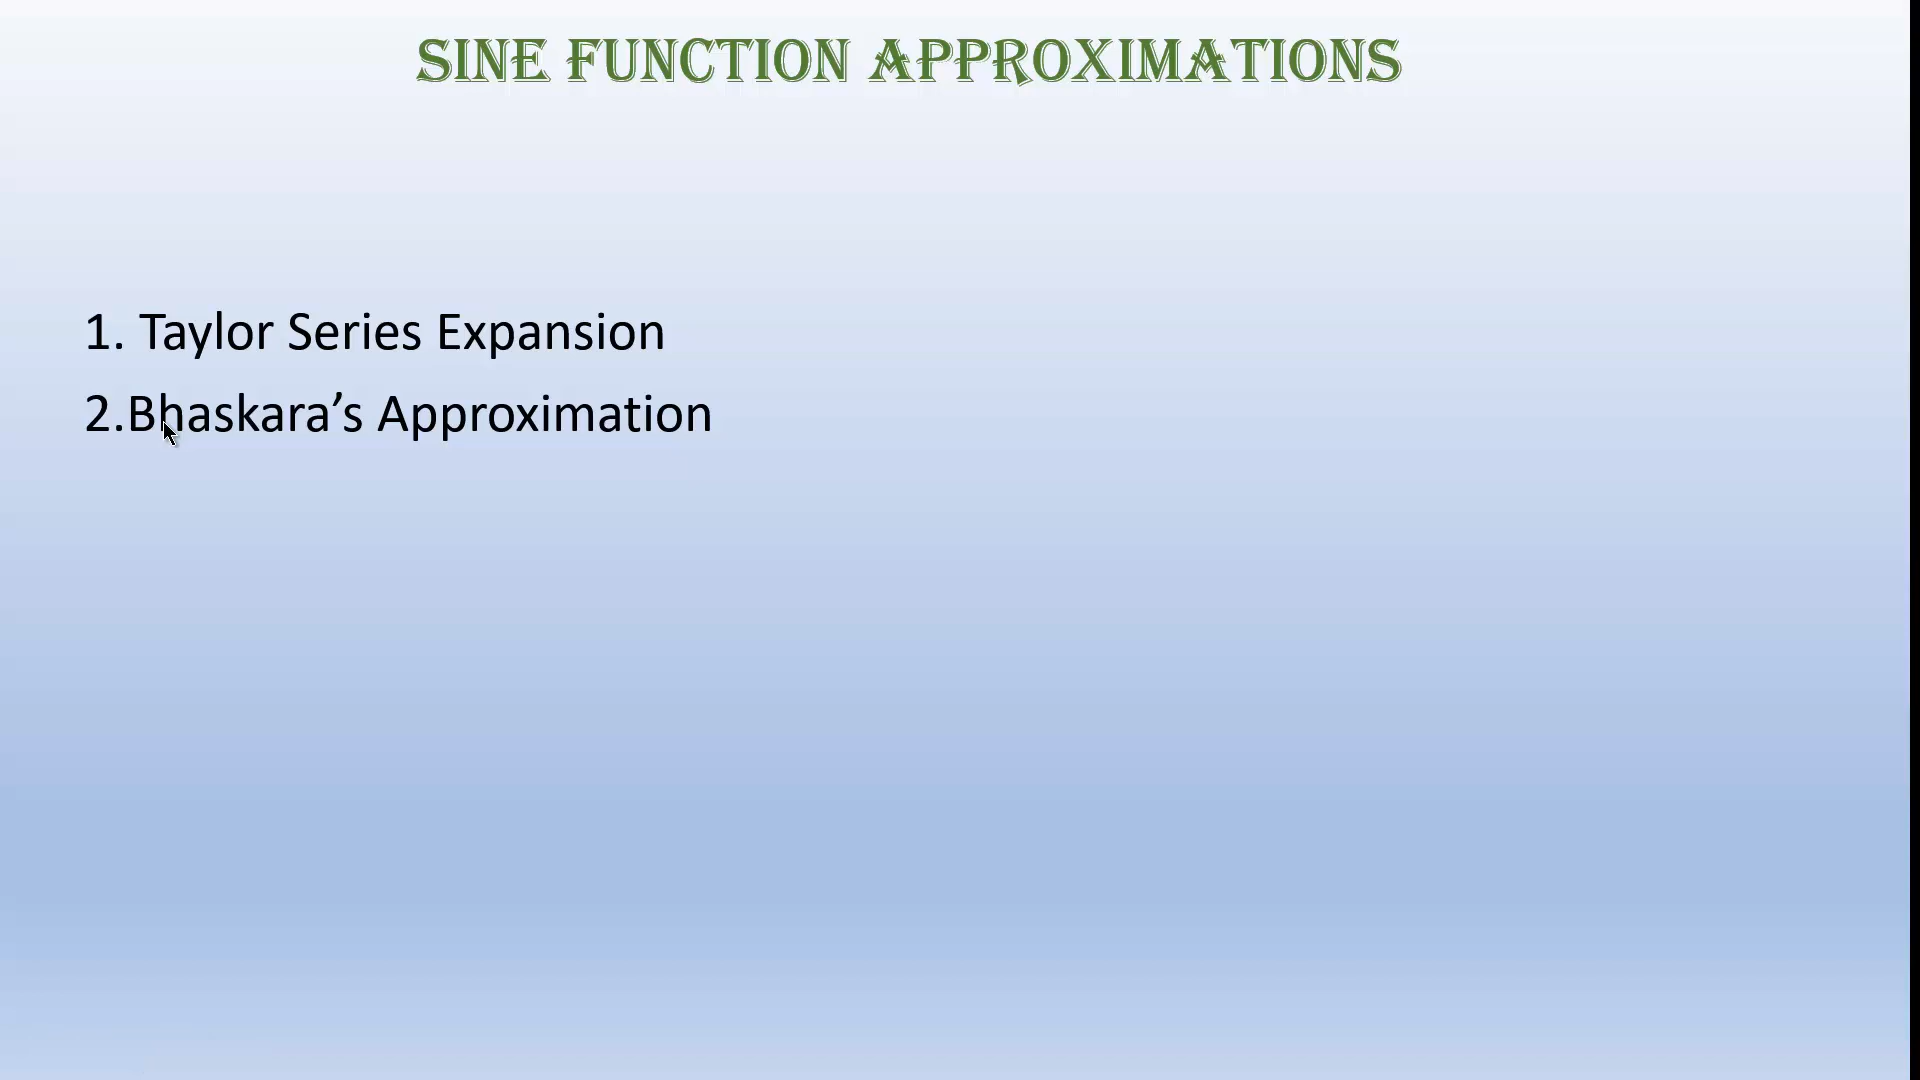 SINE FUNCTION APPROXIMATIONS
1. Taylor Series Expansion
2.Bhaskara’s Approximation